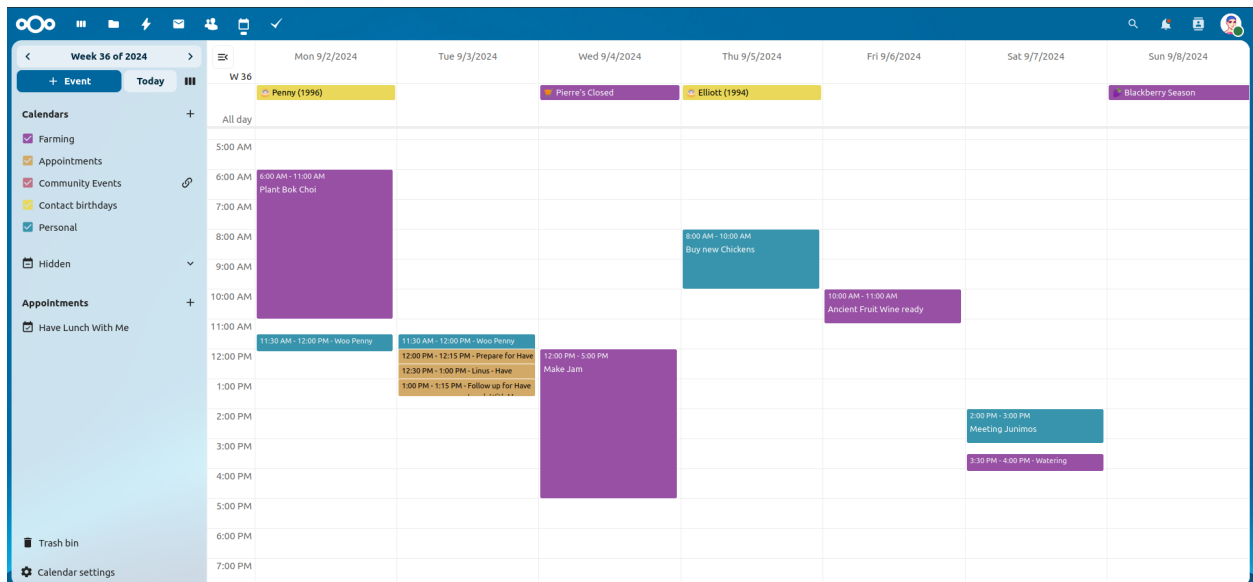 Week 36 of 2024
+ Event
Today
Calendars
Farming
Appointments
Community Events
Contact birthdays
Personal
Hidden
Appointments
Have Lunch With Me
Trash bin
Calendar settings
Mon 9/2/2024
Tue 9/3/2024
Wed 9/4/2024
Thu 9/5/2024
Fri 9/6/2024
Sat 9/7/2024
Sun 9/8/2024
W 36
All day
Penny (1996)
Pierre's Closed
Elliott (1994)
Blackberry Season
5:00 AM
6:00 AM
7:00 AM
8:00 AM
9:00 AM
10:00 AM
11:00 AM
12:00 PM
1:00 PM
2:00 PM
3:00 PM
4:00 PM
5:00 PM
6:00 PM
7:00 PM
6:00 AM - 11:00 AM
Plant Bok Choi
11:30 AM - 12:00 PM - Woo Penny
11:30 AM - 12:00 PM - Woo Penny
12:00 PM - 12:15 PM - Prepare for Have
12:30 PM - 1:00 PM - Linus - Have
1:00 PM - 1:15 PM - Follow up for Have
12:00 PM - 5:00 PM
Make Jam
8:00 AM - 10:00 AM
Buy new Chickens
10:00 AM - 11:00 AM
Ancient Fruit Wine ready
2:00 PM - 3:00 PM
Meeting Junimos
3:30 PM - 4:00 PM - Watering